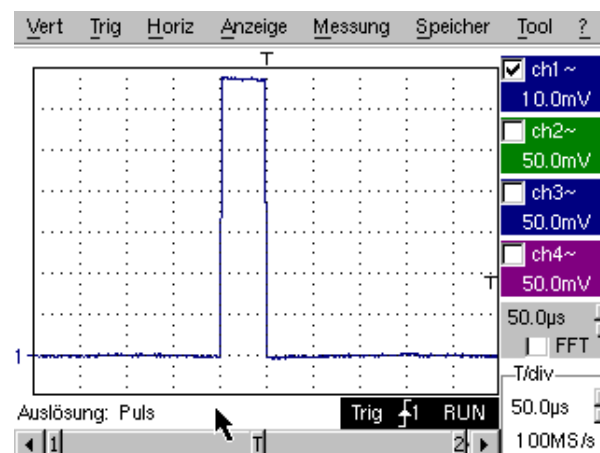 Vert Trig Horiz Anzeige Messung Speicher Tool ?
T
ch1 ~
10.0mV
ch2~
50.0mV
ch3~
50.0mV
ch4~
50.0mV
T
50.0µs
FFT
1
T/div
50.0µs
100MS/s
Auslösung: Puls
Trig 1 RUN
1 T 2